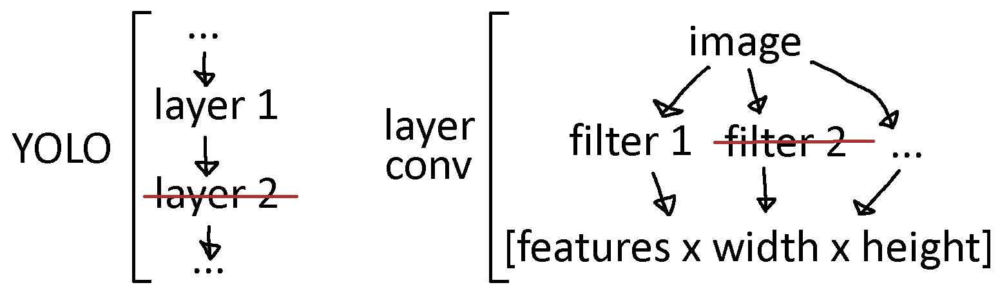 YOLO
...
layer 1
layer 2
...
layer
conv
image
filter 1 filter 2 ...
[features x width x height]